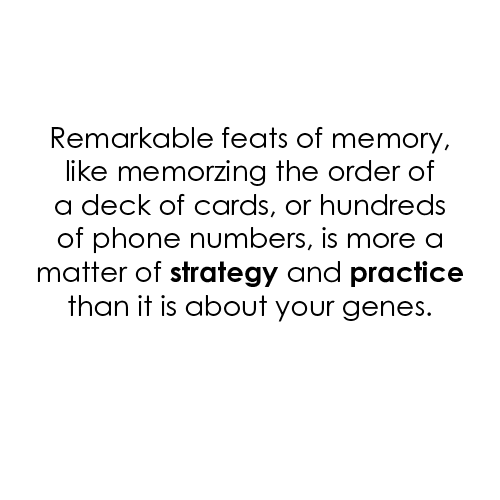 Remarkable feats of memory,
like memorzing the order of
a deck of cards, or hundreds
of phone numbers, is more a
matter of strategy and practice
than it is about your genes.